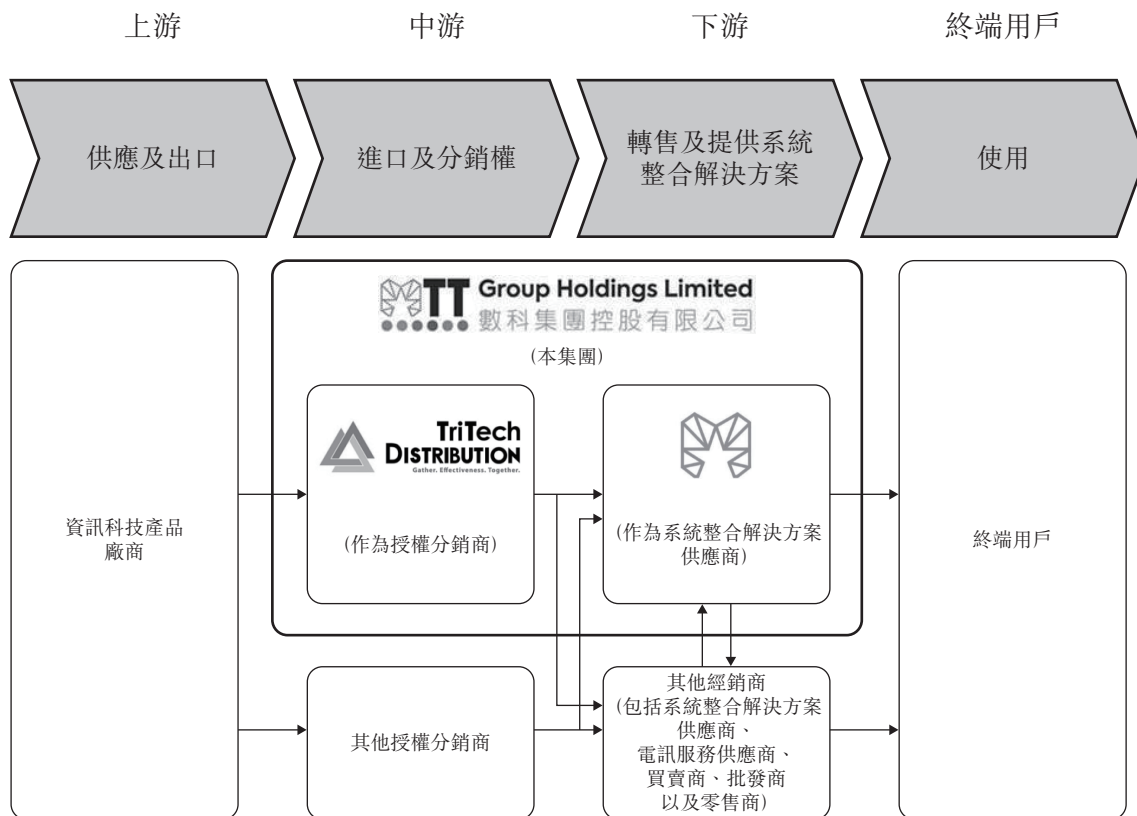 上游
中游
下游
終端用戶
供應及出口
進口及分銷權
轉售及提供系統
整合解決方案
使用
TT Group Holdings Limited
數科集團控股有限公司
(本集團)
TriTech
DISTRIBUTION
Gather. Effectiveness. Together.
資訊科技產品
廠商
(作為授權分銷商)
(作為系統整合解決方案
供應商)
終端用戶
其他授權分銷商
其他經銷商
(包括系統整合解決方案
供應商、
電訊服務供應商、
買賣商、批發商
以及零售商)